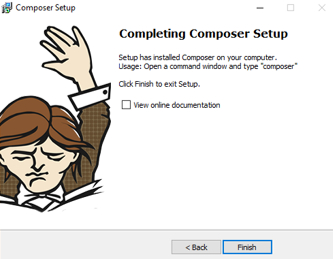 Composer Setup
Completing Composer Setup
Setup has installed Composer on your computer.
Usage: Open a command window and type "composer"
Click Finish to exit Setup.
View online documentation
< Back
Finish